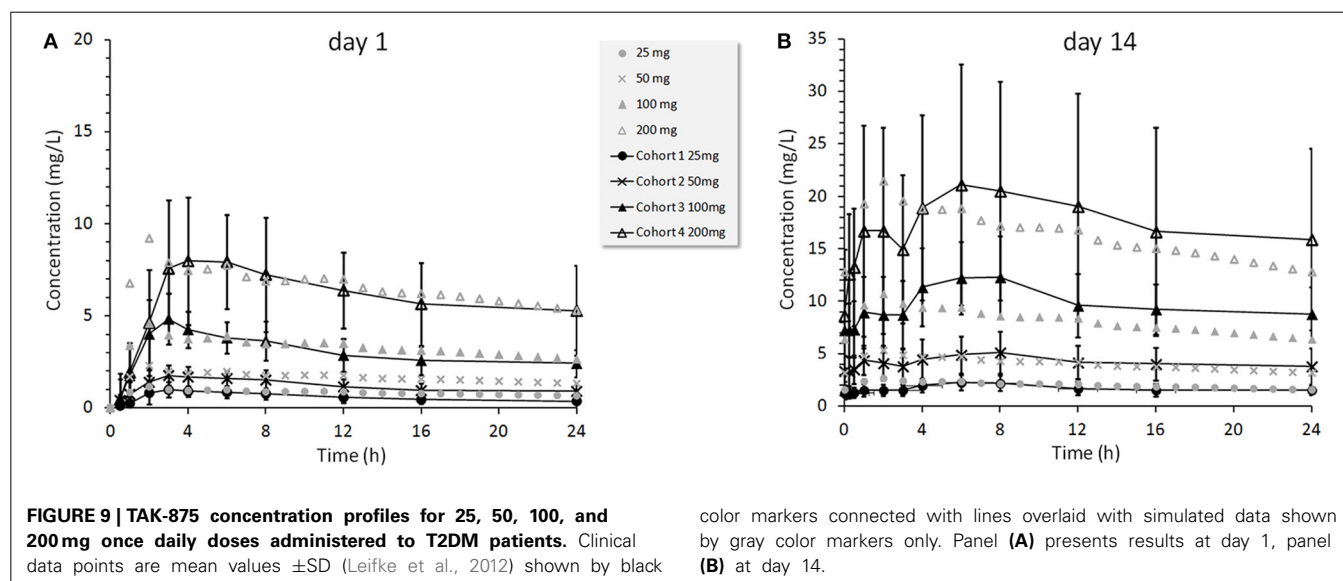 A
day 1
20
15
10
5
0
Concentration (mg/L)
0 4 8 12 16 20 24
Time (h)
25 mg
50 mg
100 mg
200 mg
Cohort 1 25mg
Cohort 2 50mg
Cohort 3 100mg
Cohort 4 200mg
B
day 14
35
30
25
20
15
10
5
0
Concentration (mg/L)
0 4 8 12 16 20 24
Time (h)
FIGURE 9 | TAK-875 concentration profiles for 25, 50, 100, and
200 mg once daily doses administered to T2DM patients. Clinical
data points are mean values ±SD (Leifke et al., 2012) shown by black
color markers connected with lines overlaid with simulated data shown
by gray color markers only. Panel (A) presents results at day 1, panel
(B) at day 14.